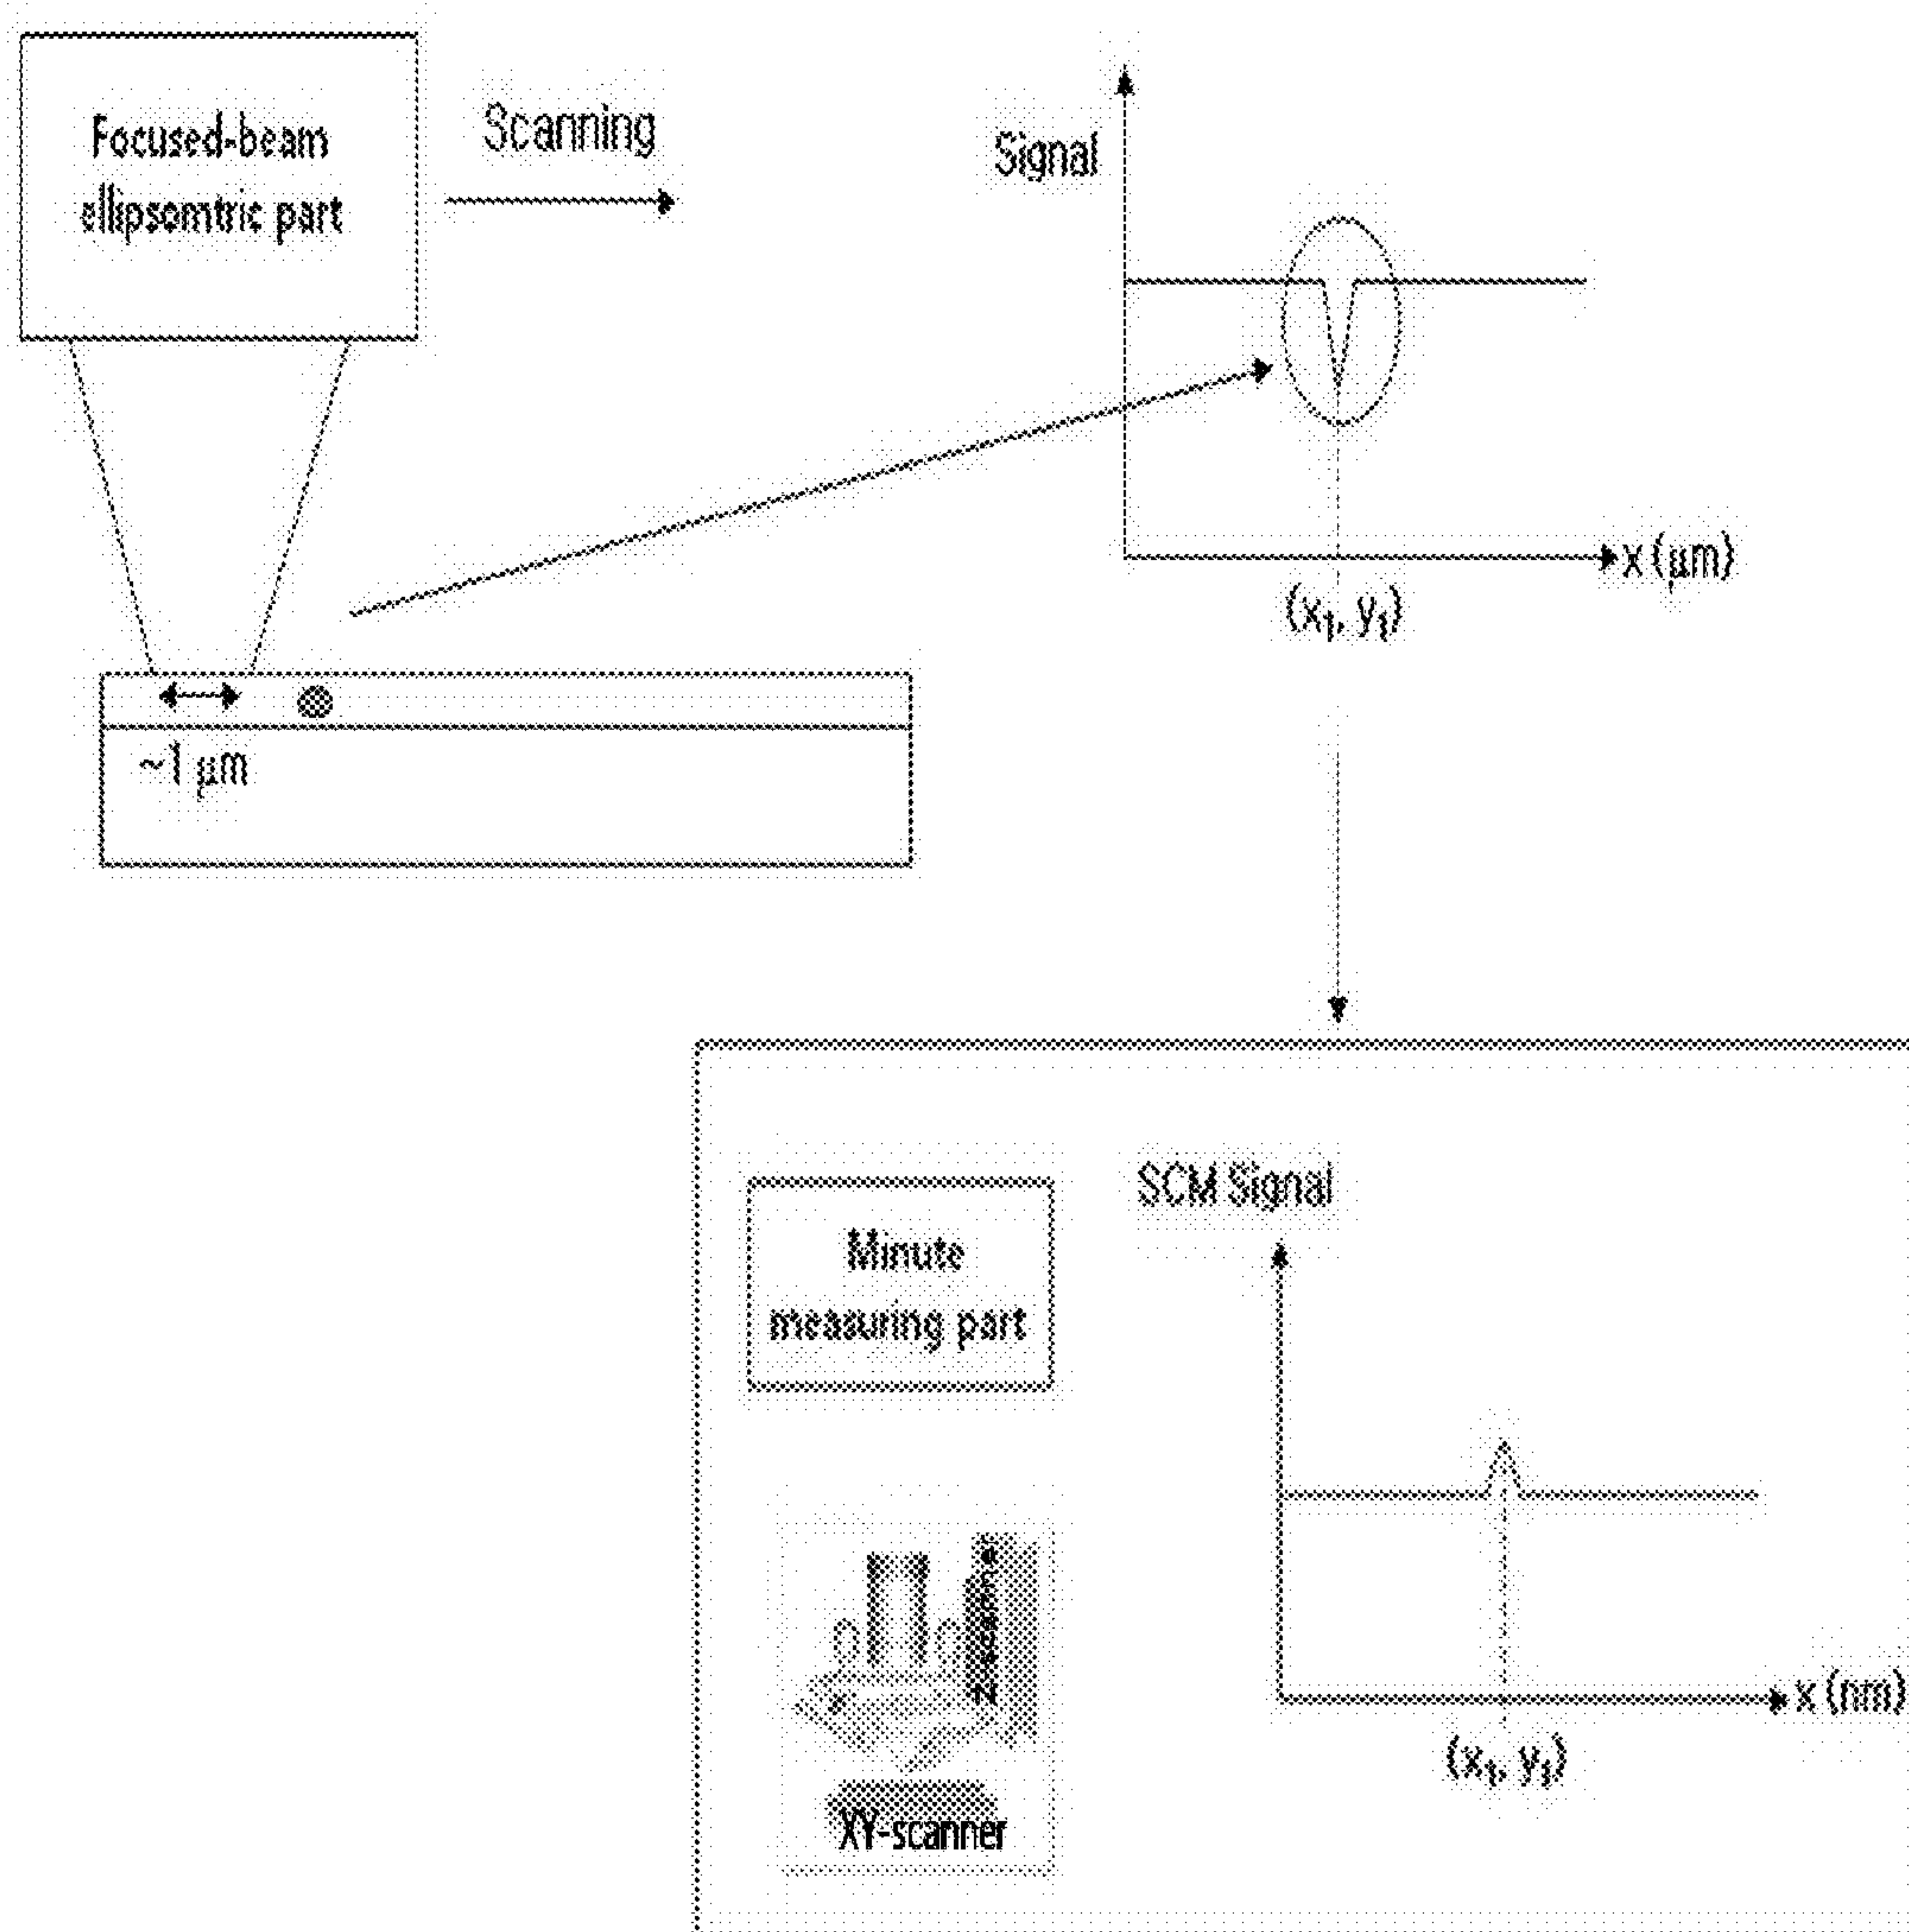 Focused-beam
ellipsomtric part
Scanning
Signal
x (μm)
(x₁, y₁)
~1 μm
Minute
measuring part
SCM Signal
Z-scanner
XY-scanner
x (nm)
(x₁, y₁)